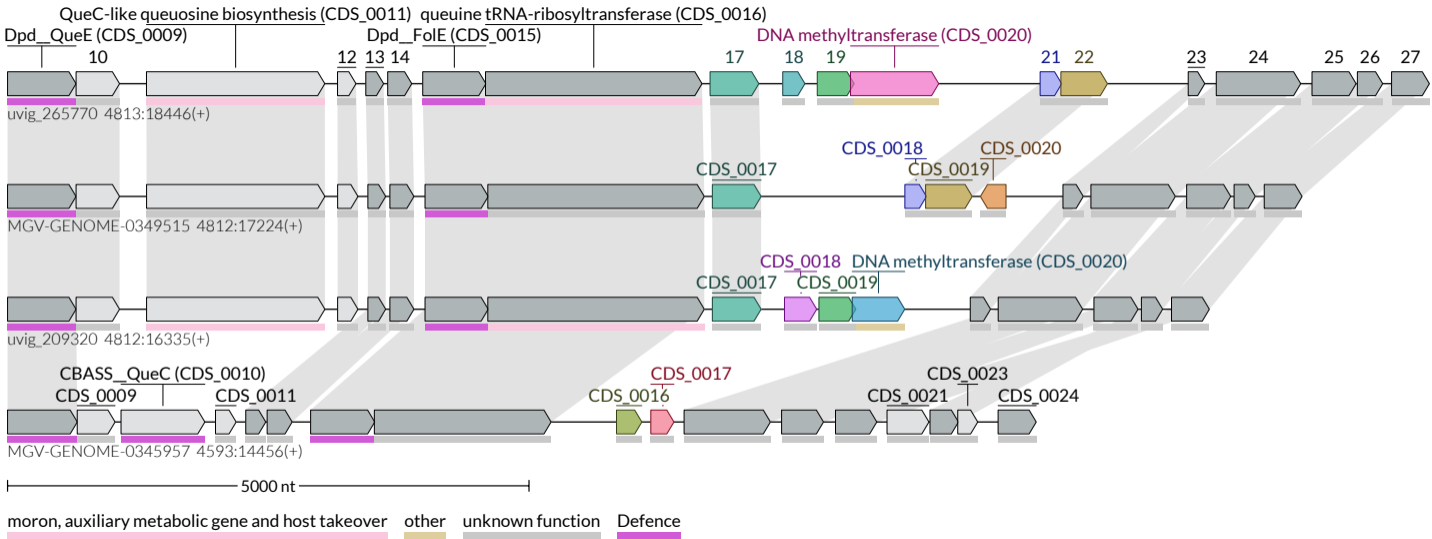 QueC-like queuosine biosynthesis (CDS_0011) queuine tRNA-ribosyltransferase (CDS_0016)
Dpd__QueE (CDS_0009) Dpd__FolE (CDS_0015) DNA methyltransferase (CDS_0020)
10 12 13 14 17 18 19 21 22 23 24 25 26 27
uvig_265770 4813:18446(+)
CDS_0018 CDS_0020
CDS_0017 CDS_0019
MGV-GENOME-0349515 4812:17224(+)
CDS_0018 DNA methyltransferase (CDS_0020)
CDS_0017 CDS_0019
uvig_209320 4812:16335(+)
CBASS__QueC (CDS_0010) CDS_0017 CDS_0023
CDS_0009 CDS_0011 CDS_0016 CDS_0021 CDS_0024
MGV-GENOME-0345957 4593:14456(+)
5000 nt
moron, auxiliary metabolic gene and host takeover other unknown function Defence